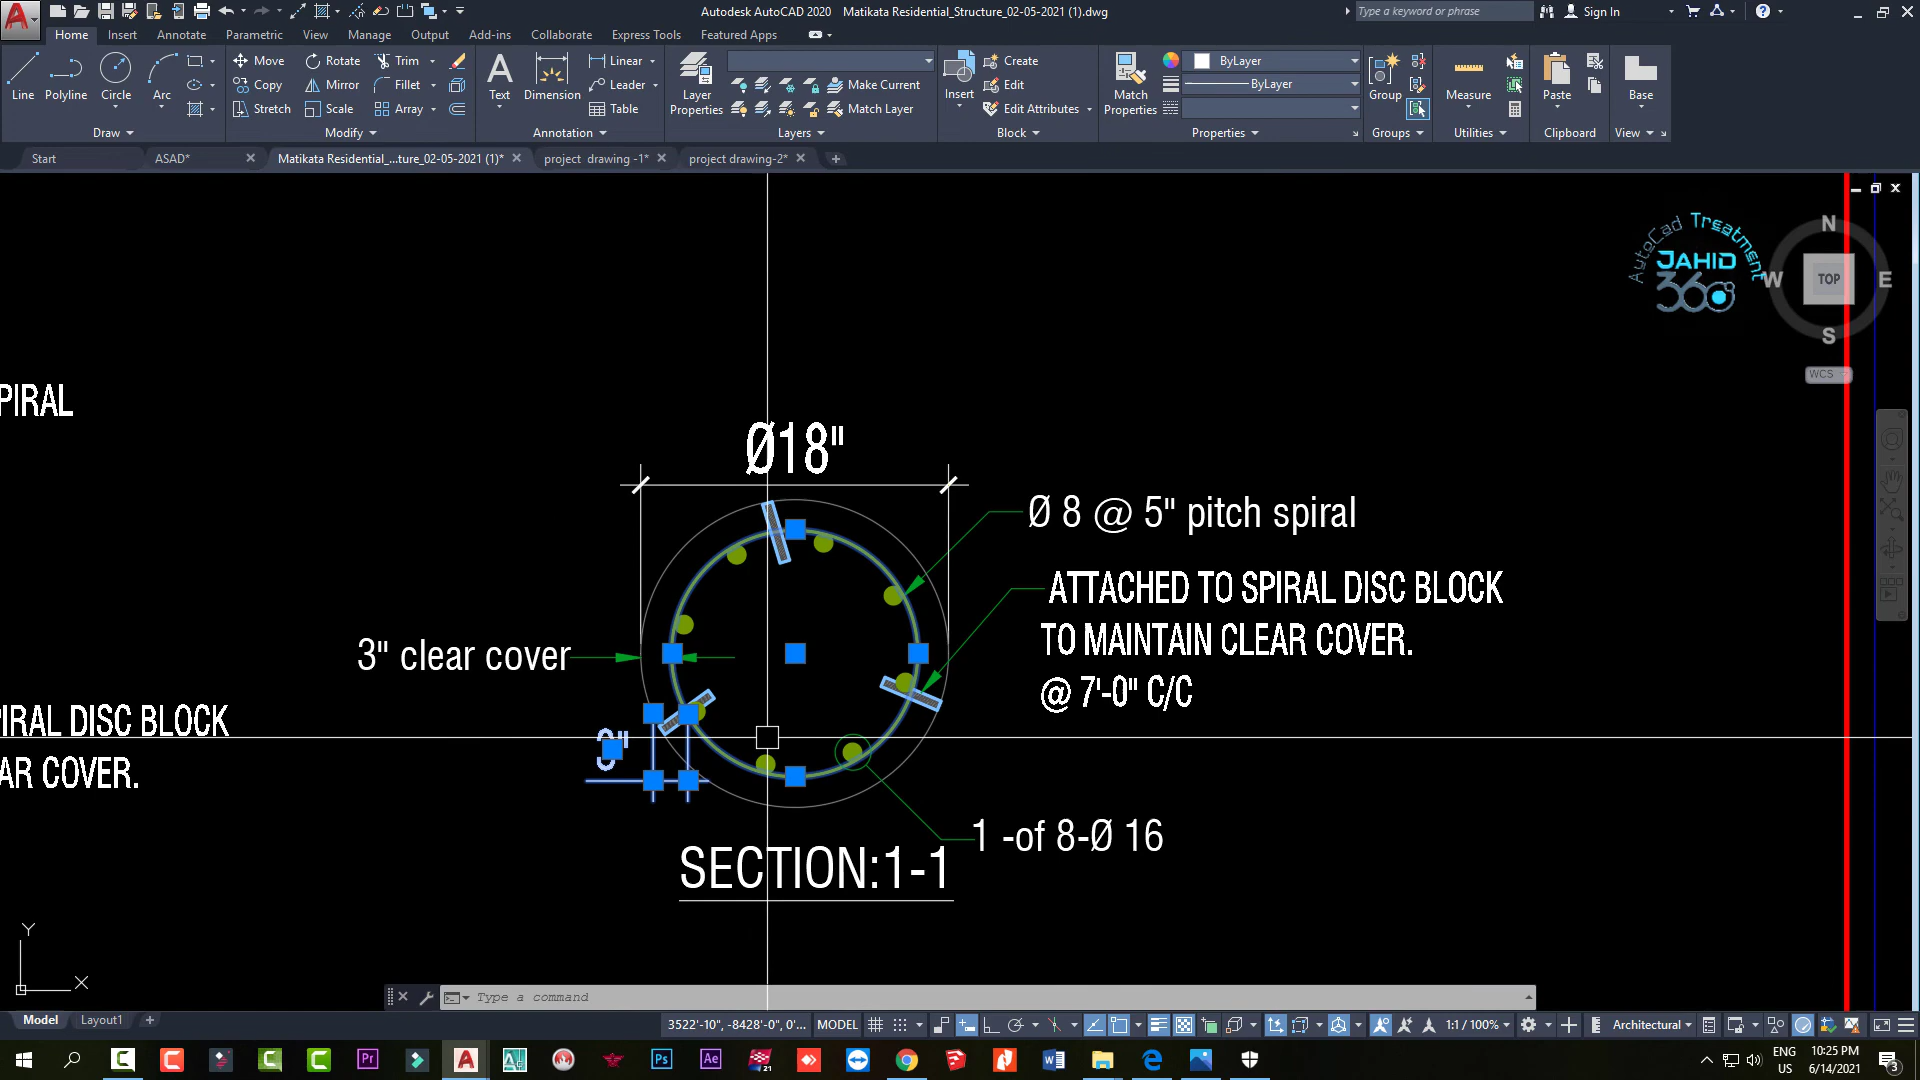 Autodesk AutoCAD 2020 Matikata Residential_Structure_02-05-2021 (1).dwg
Type a keyword or phrase
Sign In
Home Insert Annotate Parametric View Manage Output Add-ins Collaborate Express Tools Featured Apps
Line Polyline Circle Arc
Move Rotate Trim
Copy Mirror Fillet
Stretch Scale Array
Text Dimension
Linear
Leader
Table
Layer Properties
Make Current
Match Layer
Insert
Create
Edit
Edit Attributes
Match Properties
ByLayer
ByLayer
Group
Measure
Paste
Base
Draw Modify Annotation Layers Block Properties Groups Utilities Clipboard View
Start ASAD* Matikata Residential_...ture_02-05-2021 (1)* project drawing -1* project drawing-2*
AutoCad Treatment
JAHID
360
N
W TOP E
S
WCS
PIRAL
Ø18"
Ø 8 @ 5" pitch spiral
ATTACHED TO SPIRAL DISC BLOCK
TO MAINTAIN CLEAR COVER.
@ 7'-0" C/C
3" clear cover
IRAL DISC BLOCK
AR COVER.
1 -of 8-Ø 16
SECTION:1-1
Y
X
Type a command
Model Layout1
3522'-10", -8428'-0", 0'... MODEL 1:1 / 100% Architectural
Pr Ps Ae 21
ENG
US
10:25 PM
6/14/2021
3